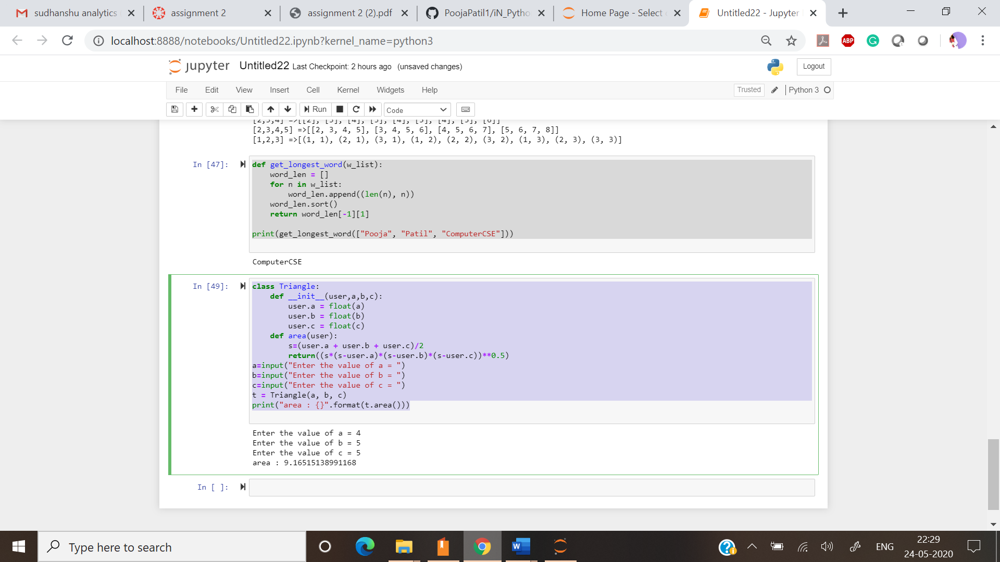 sudhanshu analytics
assignment 2
assignment 2 (2).pdf
PoojaPatil1/iN_Pytho
Home Page - Select
Untitled22 - Jupyter
localhost:8888/notebooks/Untitled22.ipynb?kernel_name=python3
ABP
jupyter Untitled22 Last Checkpoint: 2 hours ago (unsaved changes)
Logout
File Edit View Insert Cell Kernel Widgets Help
Trusted
Python 3
Run
Code
[2,3,4,5] =>[[2, 3, 4, 5], [3, 4, 5, 6], [4, 5, 6, 7], [5, 6, 7, 8]]
[1,2,3] =>[(1, 1), (2, 1), (3, 1), (1, 2), (2, 2), (3, 2), (1, 3), (2, 3), (3, 3)]
In [47]:
def get_longest_word(w_list):
    word_len = []
    for n in w_list:
        word_len.append((len(n), n))
    word_len.sort()
    return word_len[-1][1]
print(get_longest_word(["Pooja", "Patil", "ComputerCSE"]))
ComputerCSE
In [49]:
class Triangle:
    def __init__(user,a,b,c):
        user.a = float(a)
        user.b = float(b)
        user.c = float(c)
    def area(user):
        s=(user.a + user.b + user.c)/2
        return((s*(s-user.a)*(s-user.b)*(s-user.c))**0.5)
a=input("Enter the value of a = ")
b=input("Enter the value of b = ")
c=input("Enter the value of c = ")
t = Triangle(a, b, c)
print("area : {}".format(t.area()))
Enter the value of a = 4
Enter the value of b = 5
Enter the value of c = 5
area : 9.16515138991168
In [ ]:
Type here to search
W
ENG
22:29
24-05-2020